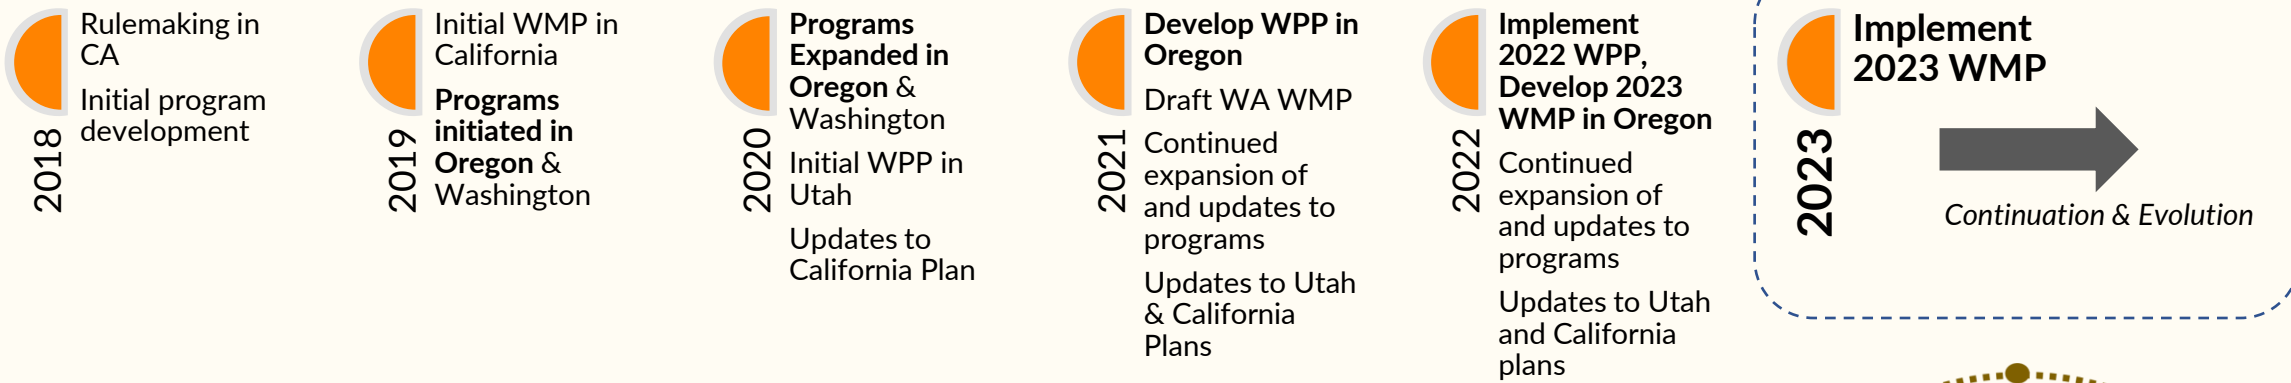 Rulemaking in
CA
Initial program
development
2018
Initial WMP in
California
Programs
initiated in
Oregon &
Washington
2019
Programs
Expanded in
Oregon &
Washington
Initial WPP in
Utah
Updates to
California Plan
2020
Develop WPP in
Oregon
Draft WA WMP
Continued
expansion of
and updates to
programs
Updates to Utah
& California
Plans
2021
Implement
2022 WPP,
Develop 2023
WMP in Oregon
Continued
expansion of
and updates to
programs
Updates to Utah
and California
plans
2022
Implement
2023 WMP
2023
Continuation & Evolution